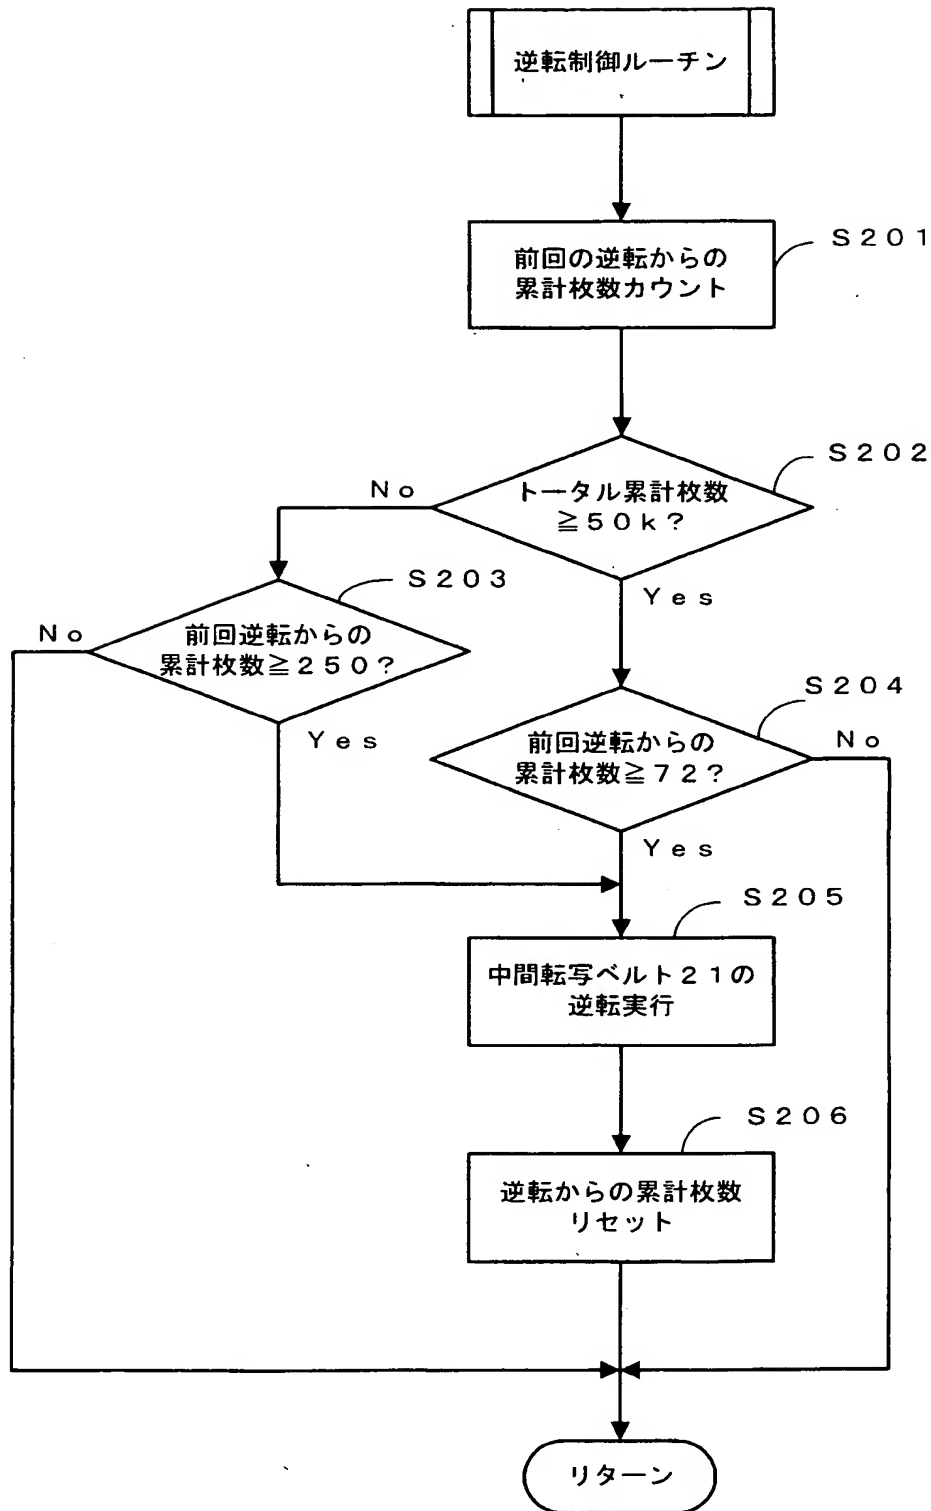 逆転制御ルーチン
S201
前回の逆転からの
累計枚数カウント
S202
トータル累計枚数
≧50k?
No
Yes
S203
前回逆転からの
累計枚数≧250?
No
Yes
S204
前回逆転からの
累計枚数≧72?
No
Yes
S205
中間転写ベルト21の
逆転実行
S206
逆転からの累計枚数
リセット
リターン